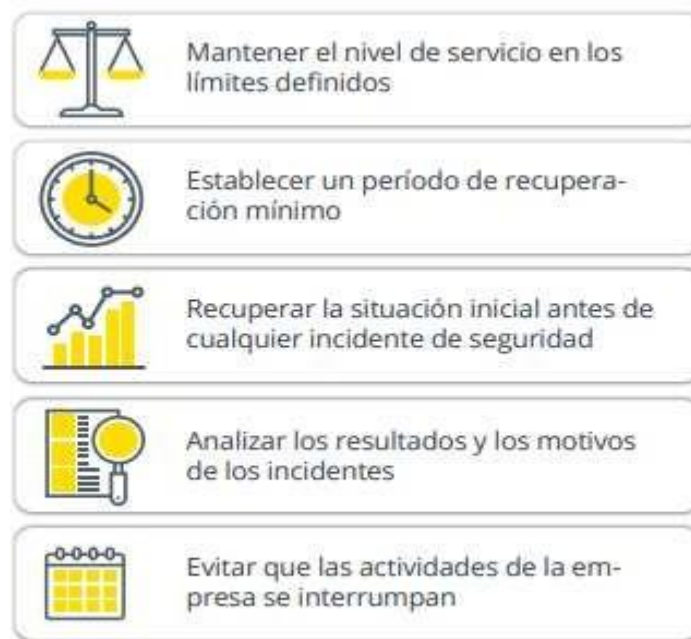 Mantener el nivel de servicio en los
límites definidos
Establecer un período de recupera-
ción mínimo
Recuperar la situación inicial antes de
cualquier incidente de seguridad
Analizar los resultados y los motivos
de los incidentes
Evitar que las actividades de la em-
presa se interrumpan